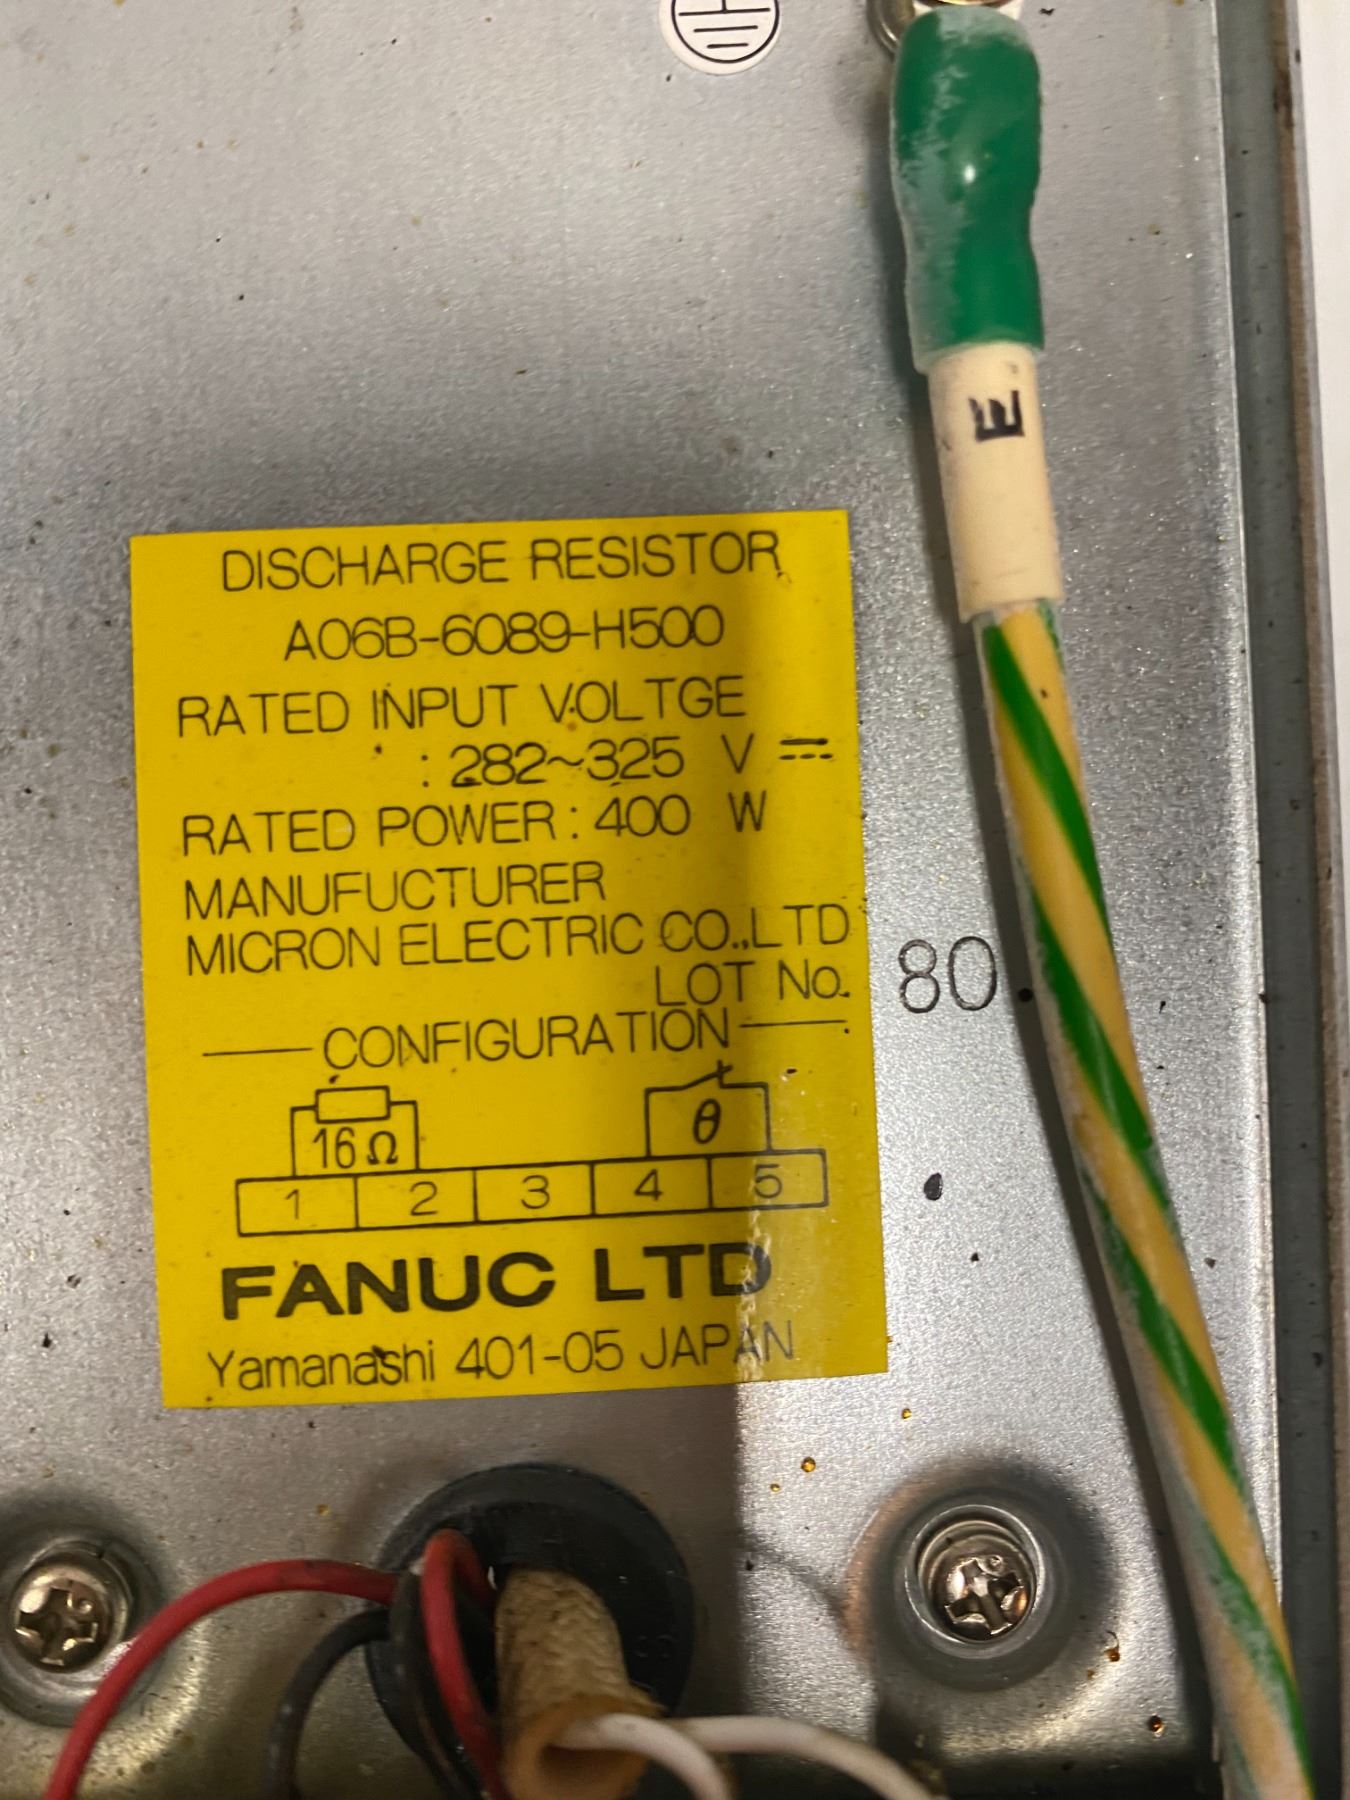 E
DISCHARGE RESISTOR
A06B-6089-H500
RATED INPUT VOLTGE
: 282~325 V ⎓
RATED POWER : 400 W
MANUFUCTURER
MICRON ELECTRIC CO.,LTD
LOT No. 80
CONFIGURATION
16Ω θ
1 2 3 4 5
FANUC LTD
Yamanashi 401-05 JAPAN